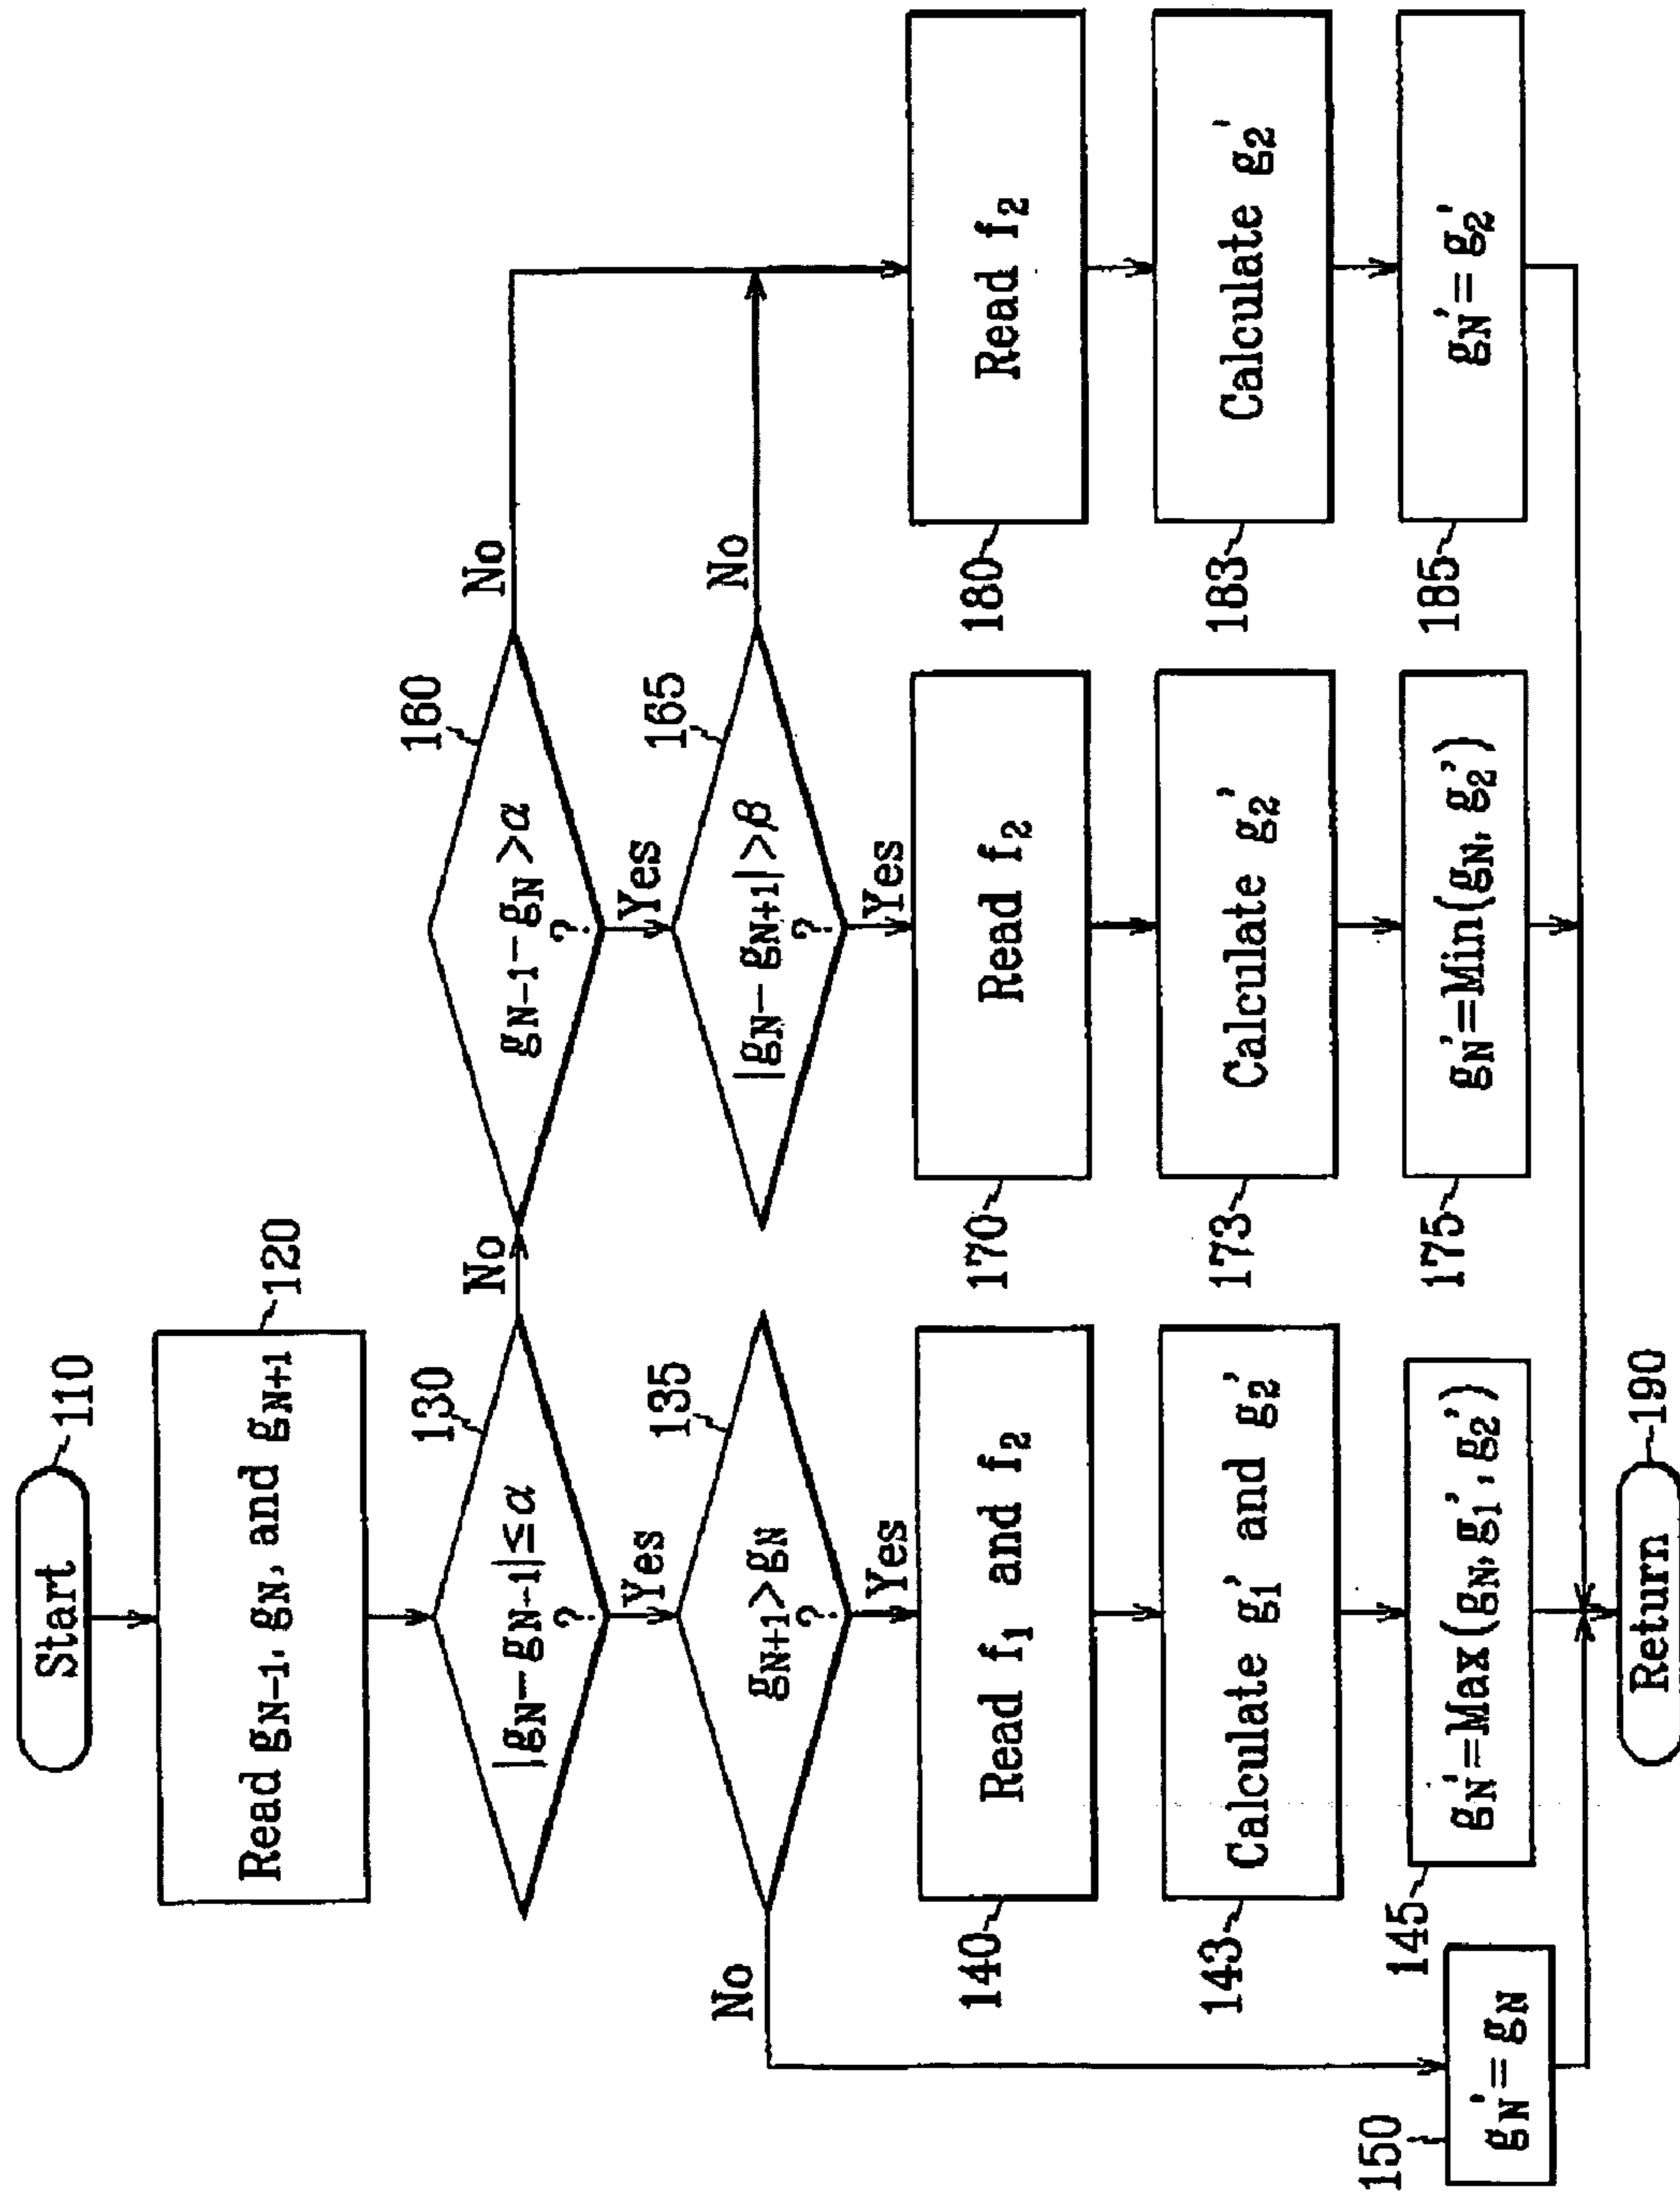 Start
110
Read gN-1, gN, and gN+1
120
|gN-gN-1|≤α
?
130
No
Yes
gN-1-gN>α
?
160
No
Yes
gN+1>gN
?
135
No
Yes
|gN-gN+1|>β
?
165
No
Yes
140
Read f1 and f2
170
Read f2
180
Read f2
143
Calculate g1' and g2'
173
Calculate g2'
183
Calculate g2'
150
gN'=gN
145
gN'=Max(gN,g1',g2')
175
gN'=Min(gN,g2')
185
gN'=g2'
Return
190